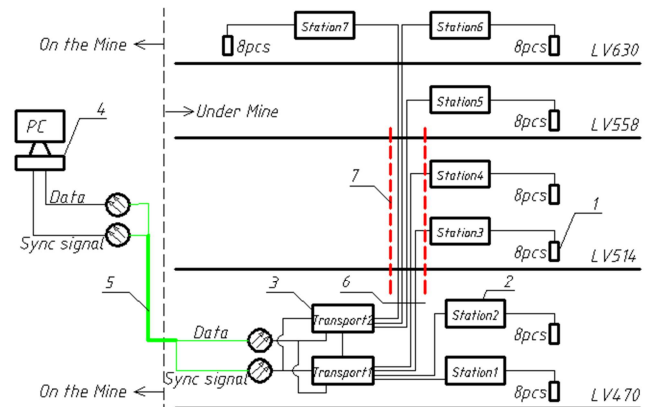 On the Mine
Station7
Station6
8pcs
8pcs
LV630
4
Under Mine
PC
Station5
8pcs
LV558
7
Station4
1
Data
8pcs
Sync signal
Station3
8pcs
LV514
5
3
6
2
Data
Transport2
Station2
8pcs
Sync signal
Transport1
Station1
On the Mine
8pcs
LV470